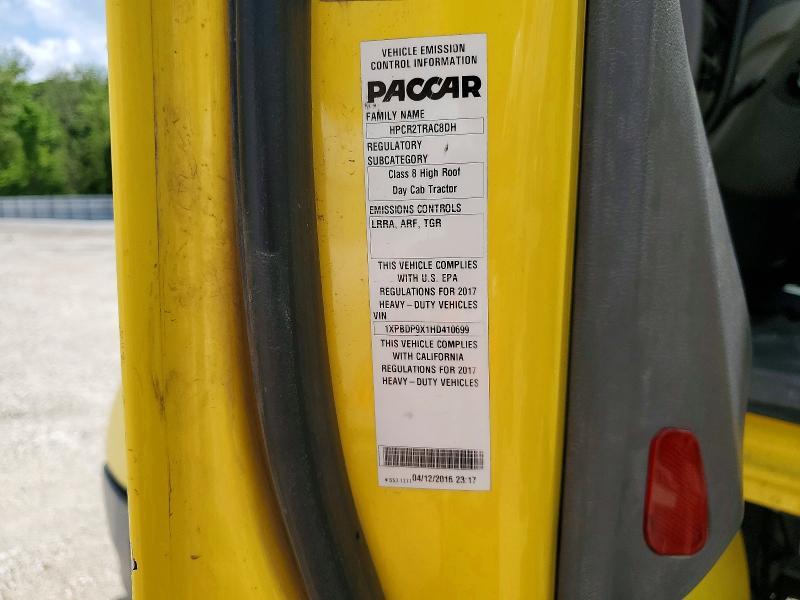 VEHICLE EMISSION
CONTROL INFORMATION
PACCAR
FAMILY NAME
HPCR2TRAC8DH
REGULATORY
SUBCATEGORY
Class 8 High Roof
Day Cab Tractor
EMISSIONS CONTROLS
LRRA, ARF, TGR
THIS VEHICLE COMPLIES
WITH U.S. EPA
REGULATIONS FOR 2017
HEAVY-DUTY VEHICLES
VIN
1XPBDP9X1HD410699
THIS VEHICLE COMPLIES
WITH CALIFORNIA
REGULATIONS FOR 2017
HEAVY-DUTY VEHICLES
04/12/2016 23:17